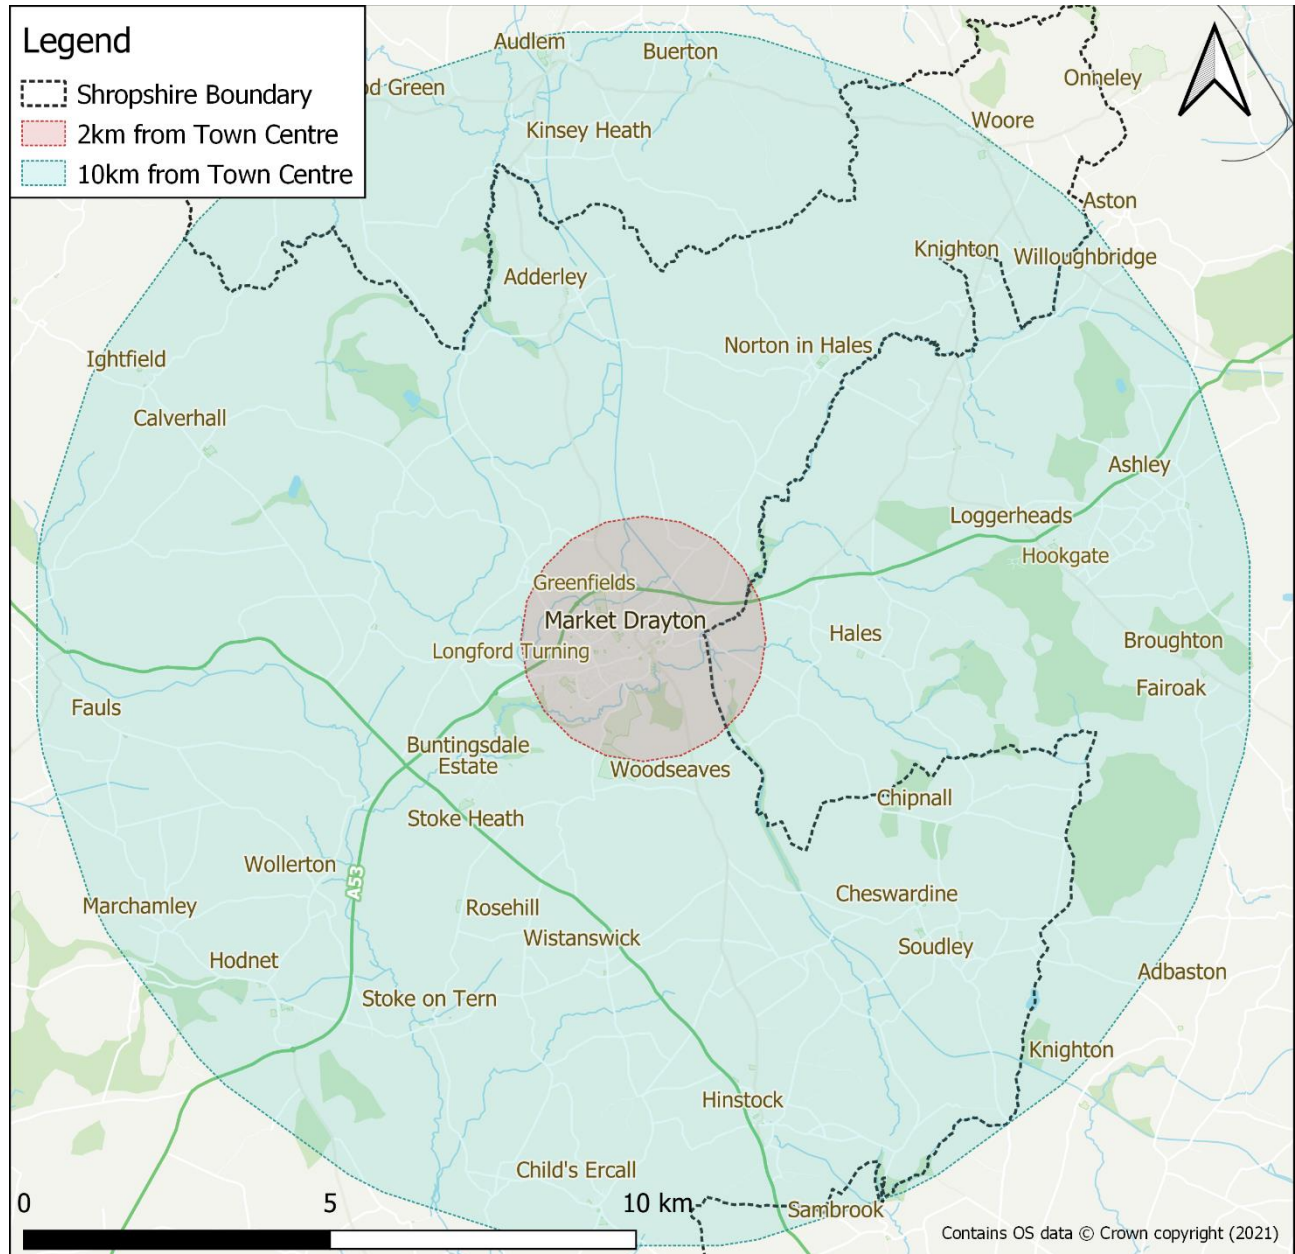 Legend
Shropshire Boundary
2km from Town Centre
10km from Town Centre
Audlem
Buerton
Onneley
od Green
Woore
Kinsey Heath
Aston
Knighton
Willoughbridge
Adderley
Norton in Hales
Ightfield
Calverhall
Ashley
Loggerheads
Hookgate
Greenfields
Market Drayton
Hales
Broughton
Longford Turning
Fairoak
Fauls
Buntingsdale
Estate
Woodseaves
Chipnall
Stoke Heath
Wollerton
A53
Cheswardine
Marchamley
Rosehill
Wistanswick
Soudley
Hodnet
Adbaston
Stoke on Tern
Knighton
Hinstock
Child's Ercall
Sambrook
0 5 10 km
Contains OS data © Crown copyright (2021)